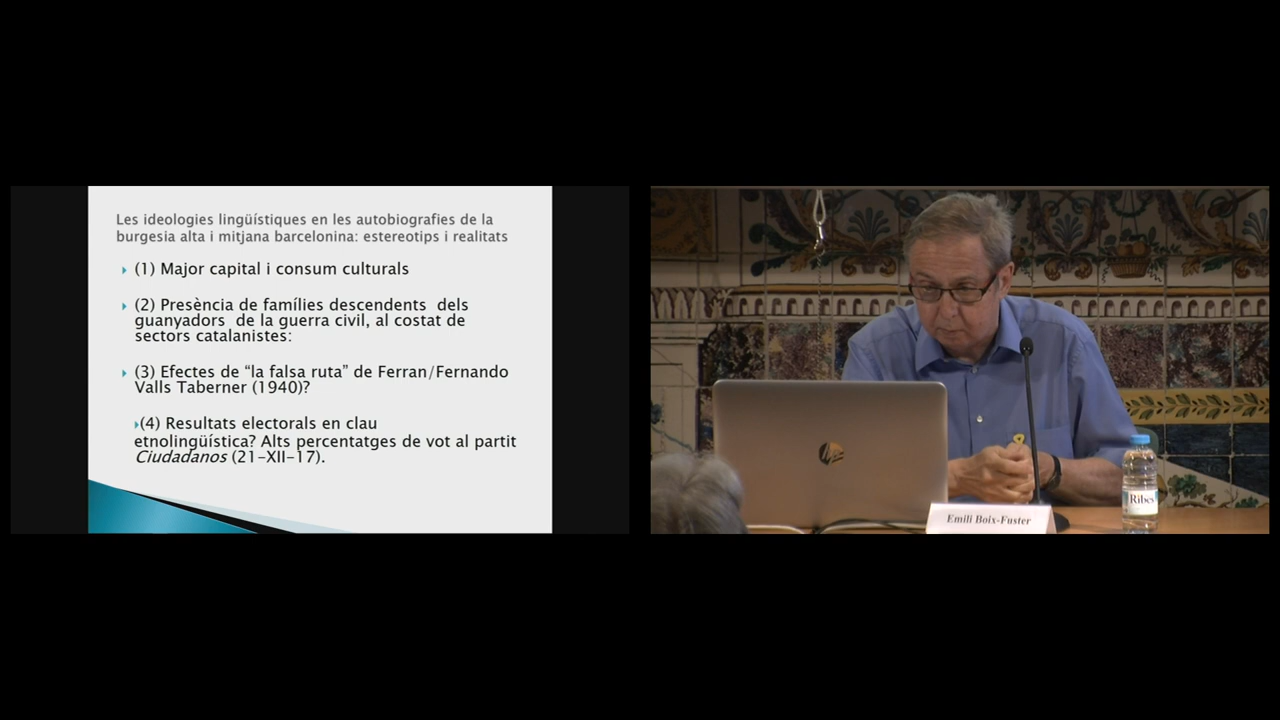 Les ideologies lingüístiques en les autobiografies de la
burgesia alta i mitjana barcelonina: estereotips i realitats
(1) Major capital i consum culturals
(2) Presència de famílies descendents dels
guanyadors de la guerra civil, al costat de
sectors catalanistes:
(3) Efectes de “la falsa ruta” de Ferran/Fernando
Valls Taberner (1940)?
(4) Resultats electorals en clau
etnolingüística? Alts percentatges de vot al partit
Ciudadanos (21-XII-17).
Emili Boix-Fuster
Ribes